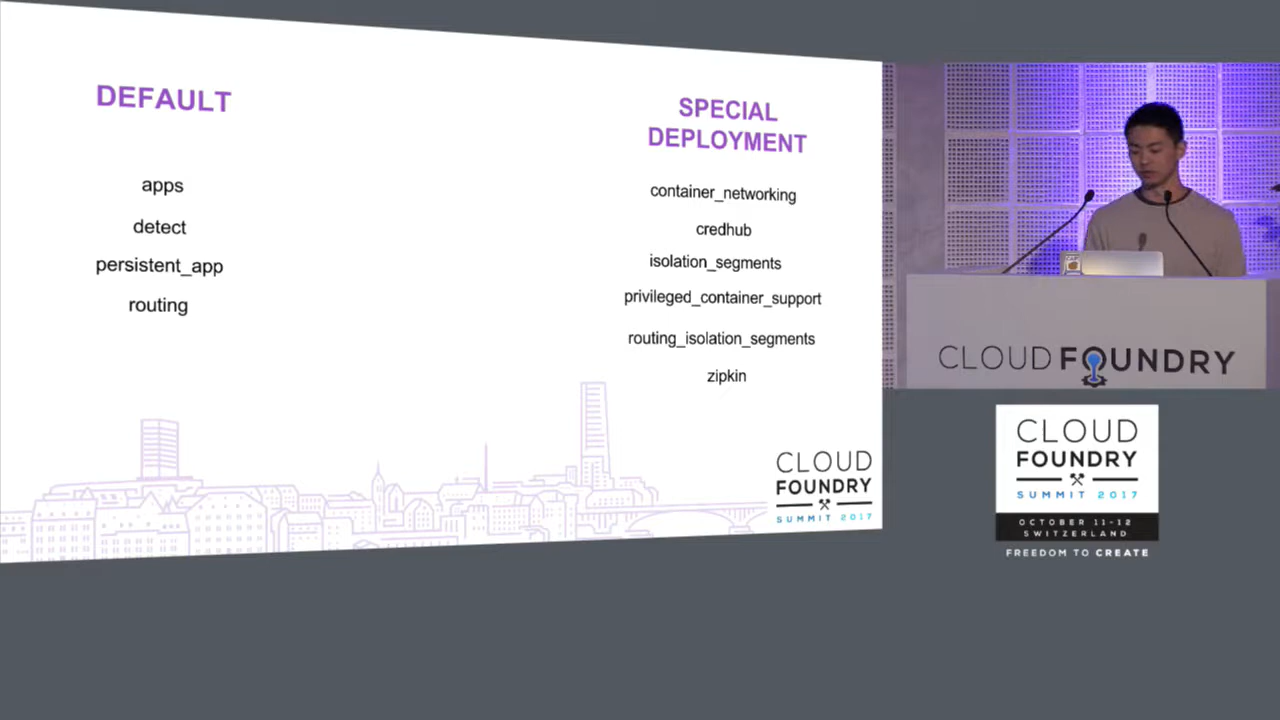 DEFAULT
apps
detect
persistent_app
routing
SPECIAL
DEPLOYMENT
container_networking
credhub
isolation_segments
privileged_container_support
routing_isolation_segments
zipkin
CLOUD
FOUNDRY
SUMMIT 2017
CLOUD FOUNDRY
CLOUD
FOUNDRY
SUMMIT 2017
OCTOBER 11-12
SWITZERLAND
FREEDOM TO CREATE